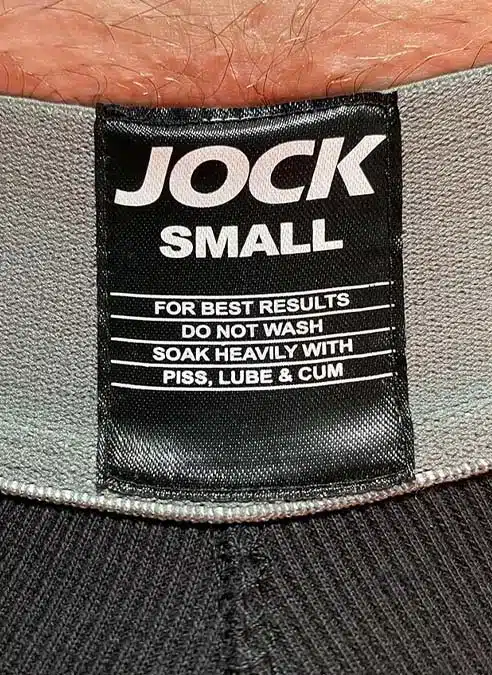 JOCK
SMALL
FOR BEST RESULTS
DO NOT WASH
SOAK HEAVILY WITH
PISS, LUBE & CUM